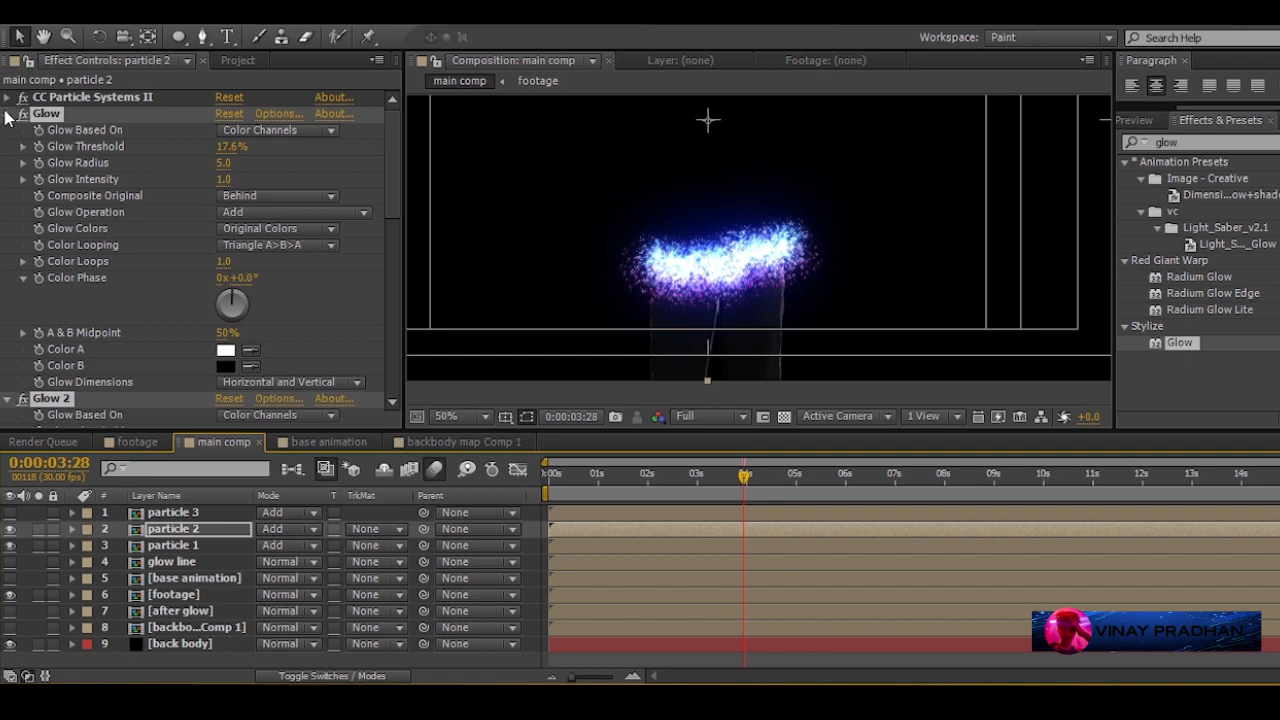 Workspace: Paint Search Help
Effect Controls: particle 2 Project
main comp • particle 2
CC Particle Systems II Reset About...
Glow Reset Options... About...
Glow Based On Color Channels
Glow Threshold 17.6%
Glow Radius 5.0
Glow Intensity 1.0
Composite Original Behind
Glow Operation Add
Glow Colors Original Colors
Color Looping Triangle A>B>A
Color Loops 1.0
Color Phase 0x+0.0°
A & B Midpoint 50%
Color A
Color B
Glow Dimensions Horizontal and Vertical
Glow 2 Reset Options... About...
Glow Based On Color Channels
Composition: main comp Layer: (none) Footage: (none)
main comp footage
50% 0:00:03:28 Full Active Camera 1 View +0.0
Paragraph
Preview Effects & Presets
glow
* Animation Presets
Image - Creative
Dimensi...ow+shad
vc
Light_Saber_v2.1
Light_S..._Glow
Red Giant Warp
Radium Glow
Radium Glow Edge
Radium Glow Lite
Stylize
Glow
Render Queue footage main comp base animation backbody map Comp 1
0:00:03:28
00118 (30.00 fps)
:00s 01s 02s 03s 04s 05s 06s 07s 08s 09s 10s 11s 12s 13s 14s
# Layer Name Mode T TrkMat Parent
1 particle 3 Add None
2 particle 2 Add None None
3 particle 1 Add None None
4 glow line Normal None None
5 [base animation] Normal None None
6 [footage] Normal None None
7 [after glow] Normal None None
8 [backbo...Comp 1] Normal None None
9 [back body] Normal None None
VINAY PRADHAN
Toggle Switches / Modes